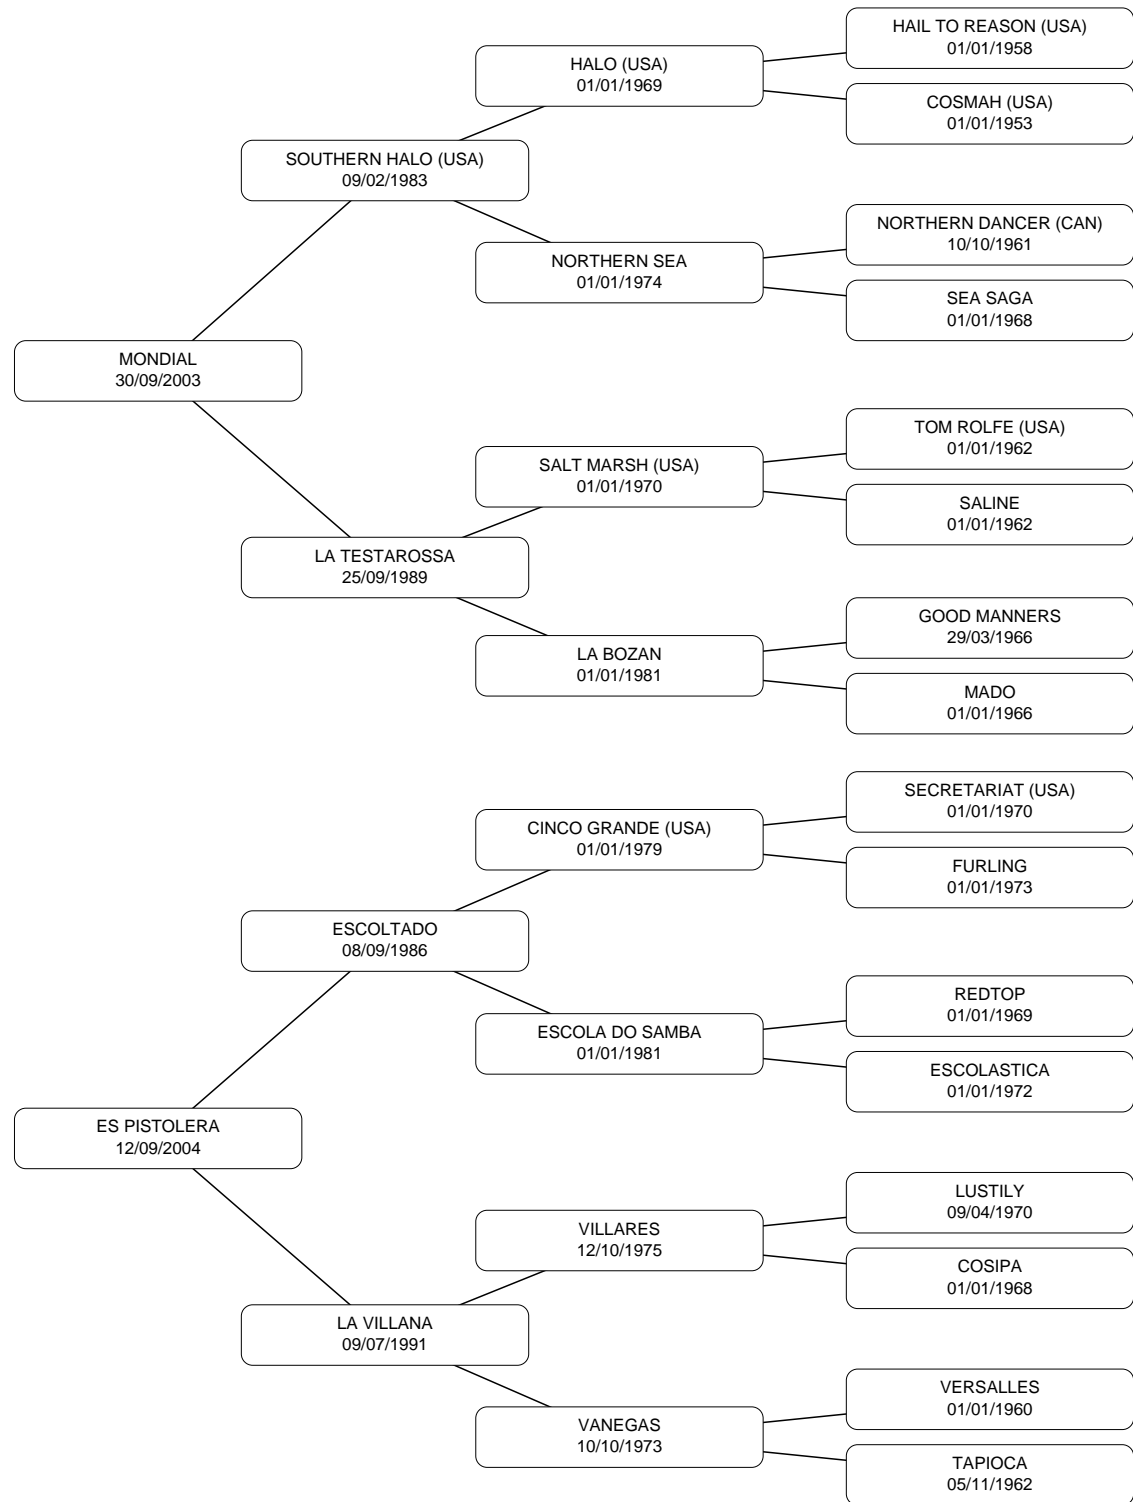 HAIL TO REASON (USA)
01/01/1958
HALO (USA)
01/01/1969
COSMAH (USA)
01/01/1953
SOUTHERN HALO (USA)
09/02/1983
NORTHERN DANCER (CAN)
10/10/1961
NORTHERN SEA
01/01/1974
SEA SAGA
01/01/1968
MONDIAL
30/09/2003
TOM ROLFE (USA)
01/01/1962
SALT MARSH (USA)
01/01/1970
SALINE
01/01/1962
LA TESTAROSSA
25/09/1989
GOOD MANNERS
29/03/1966
LA BOZAN
01/01/1981
MADO
01/01/1966
SECRETARIAT (USA)
01/01/1970
CINCO GRANDE (USA)
01/01/1979
FURLING
01/01/1973
ESCOLTADO
08/09/1986
REDTOP
01/01/1969
ESCOLA DO SAMBA
01/01/1981
ESCOLASTICA
01/01/1972
ES PISTOLERA
12/09/2004
LUSTILY
09/04/1970
VILLARES
12/10/1975
COSIPA
01/01/1968
LA VILLANA
09/07/1991
VERSALLES
01/01/1960
VANEGAS
10/10/1973
TAPIOCA
05/11/1962